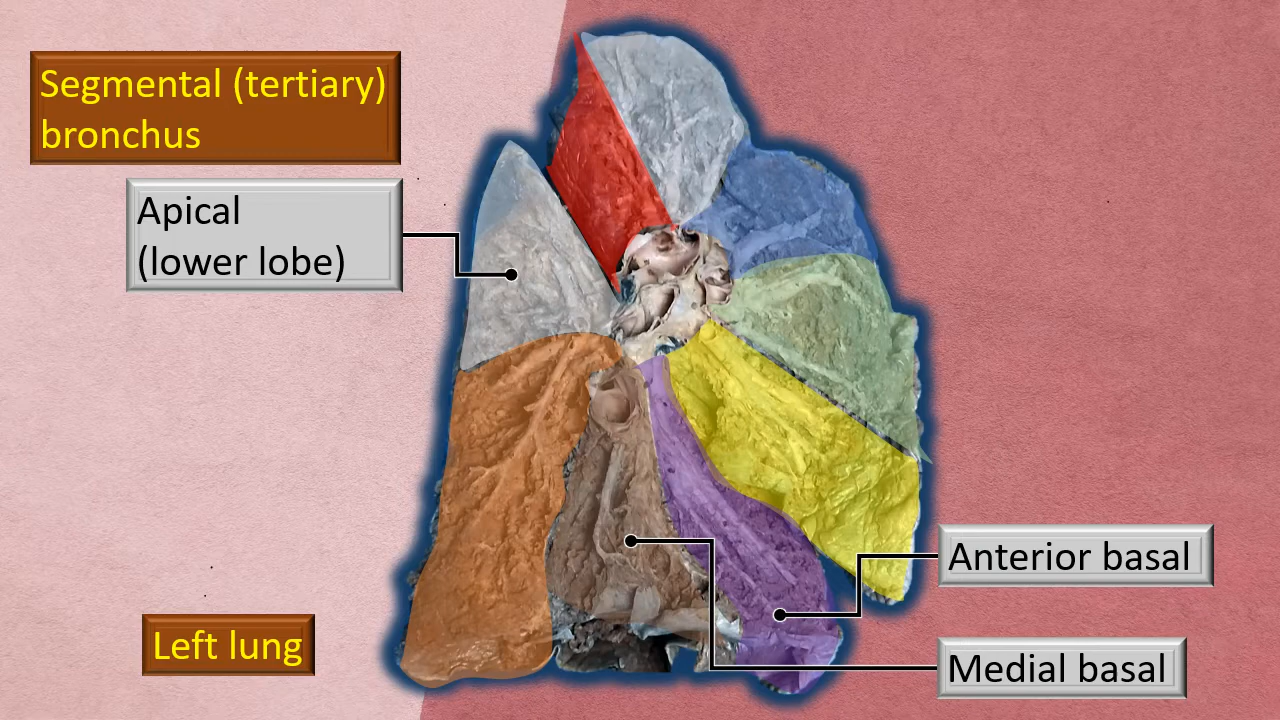 Segmental (tertiary)
bronchus
Apical
(lower lobe)
Anterior basal
Left lung
Medial basal